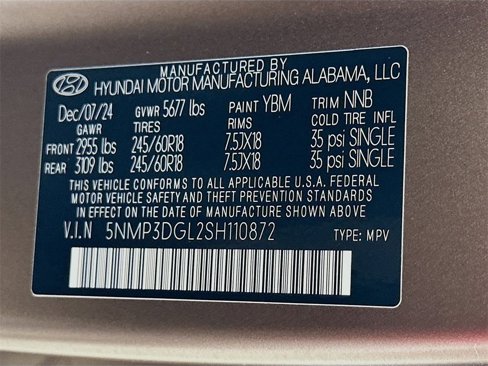 MANUFACTURED BY
HYUNDAI MOTOR MANUFACTURING ALABAMA, LLC
Dec/07/24 GVWR 5677 lbs PAINT YBM TRIM NNB
GAWR TIRES RIMS COLD TIRE INFL
FRONT 2955 lbs 245/60R18 7.5JX18 35 psi SINGLE
REAR 3109 lbs 245/60R18 7.5JX18 35 psi SINGLE
THIS VEHICLE CONFORMS TO ALL APPLICABLE U.S.A. FEDERAL
MOTOR VEHICLE SAFETY AND THEFT PREVENTION STANDARDS
IN EFFECT ON THE DATE OF MANUFACTURE SHOWN ABOVE.
V.I.N 5NMP3DGL2SH110872 TYPE: MPV